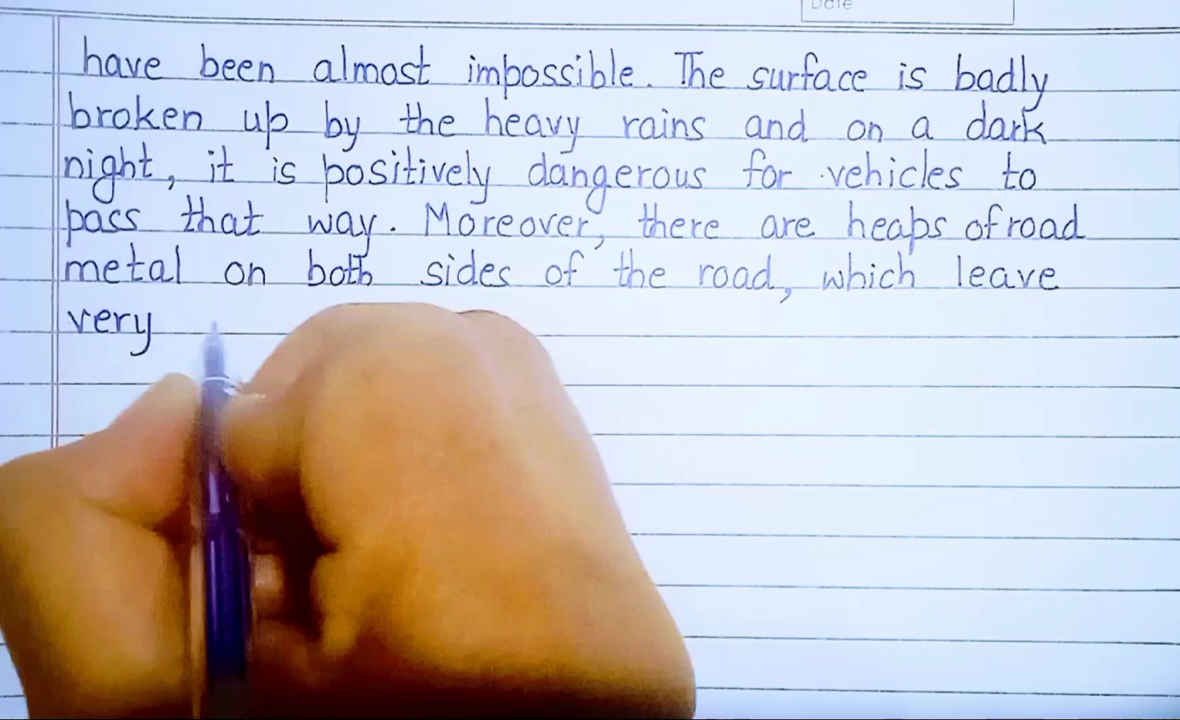 Date
have been almost impossible. The surface is badly
broken up by the heavy rains and on a dark
night, it is positively dangerous for vehicles to
pass that way. Moreover, there are heaps of road
metal on both sides of the road, which leave
very